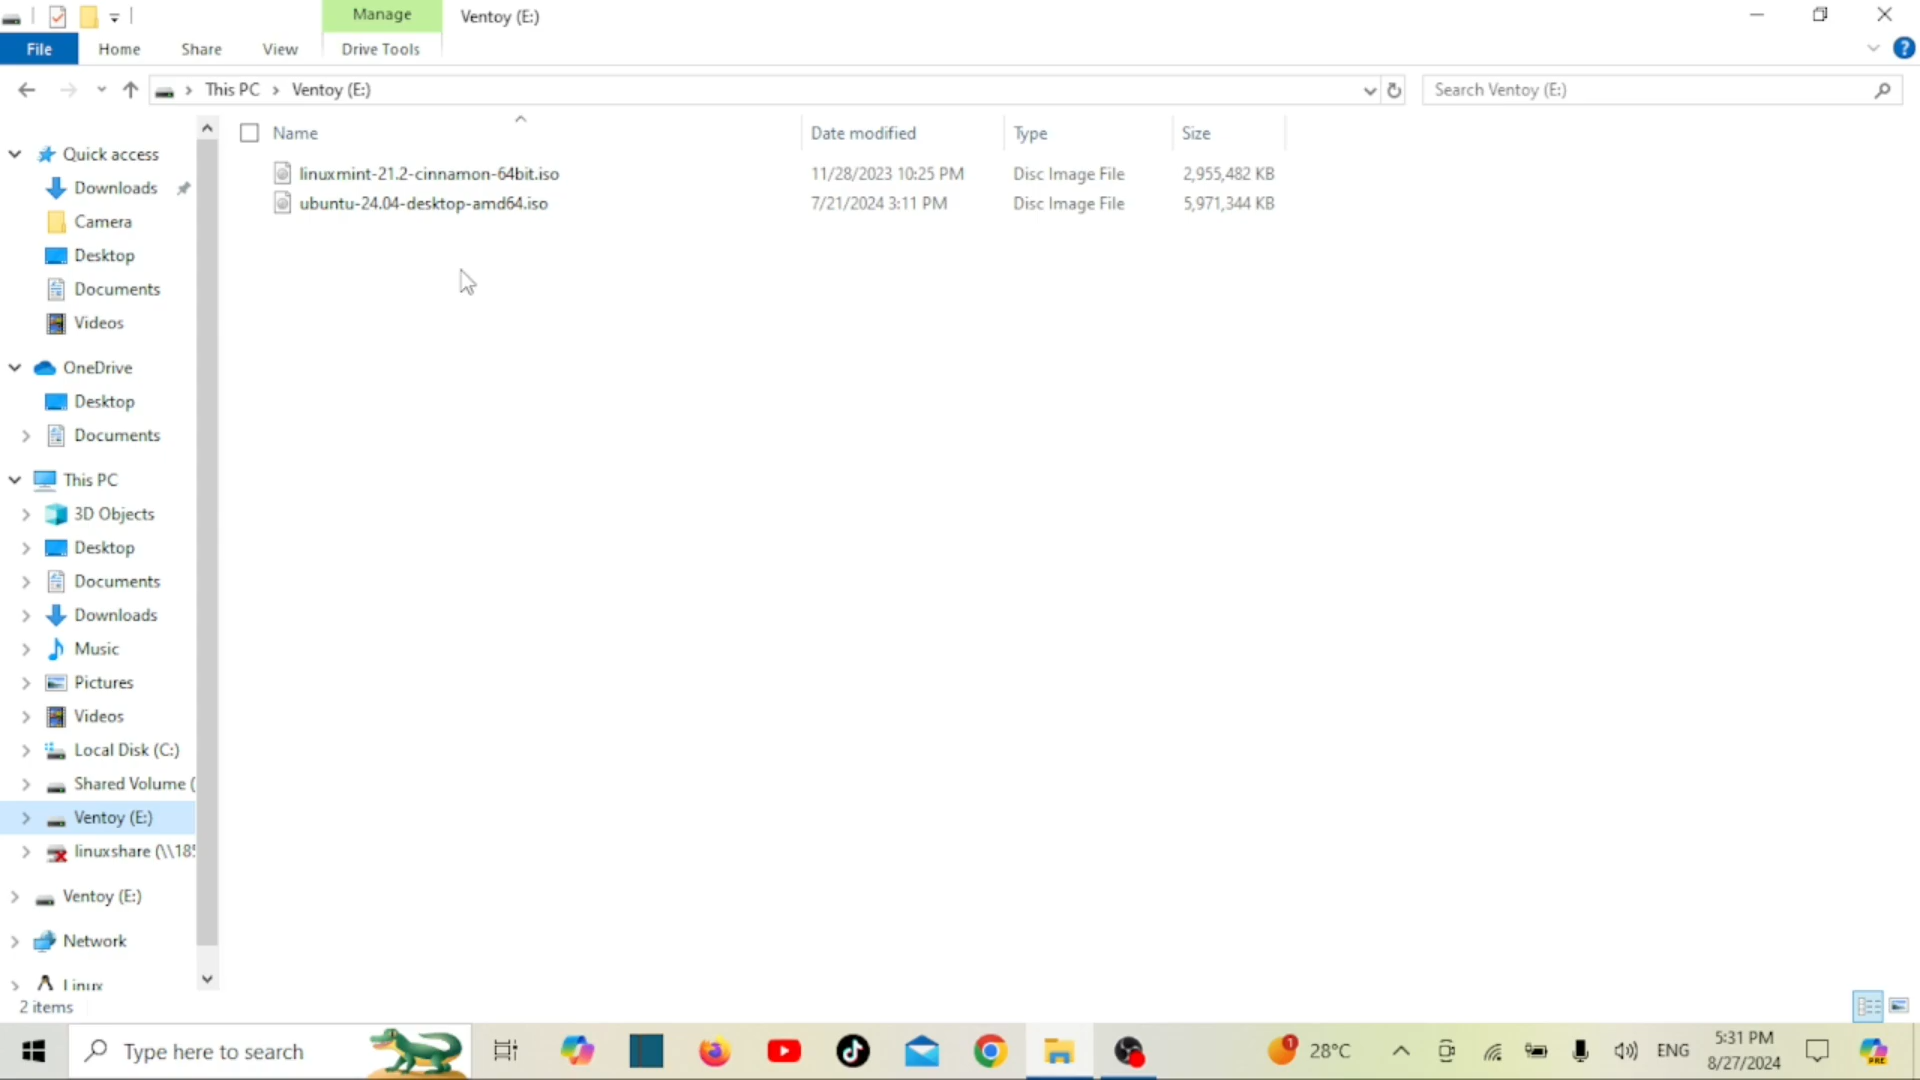 Manage
Ventoy (E:)
File
Home
Share
View
Drive Tools
?
This PC
Ventoy (E:)
Search Ventoy (E:)
Name
Date modified
Type
Size
linuxmint-21.2-cinnamon-64bit.iso
11/28/2023 10:25 PM
Disc Image File
2,955,482 KB
ubuntu-24.04-desktop-amd64.iso
7/21/2024 3:11 PM
Disc Image File
5,971,344 KB
Quick access
Downloads
Camera
Desktop
Documents
Videos
OneDrive
Desktop
Documents
This PC
3D Objects
Desktop
Documents
Downloads
Music
Pictures
Videos
Local Disk (C:)
Shared Volume (
Ventoy (E:)
linuxshare (\\185
Ventoy (E:)
Network
Linux
2 items
Type here to search
1
28°C
ENG
5:31 PM
8/27/2024
PRE